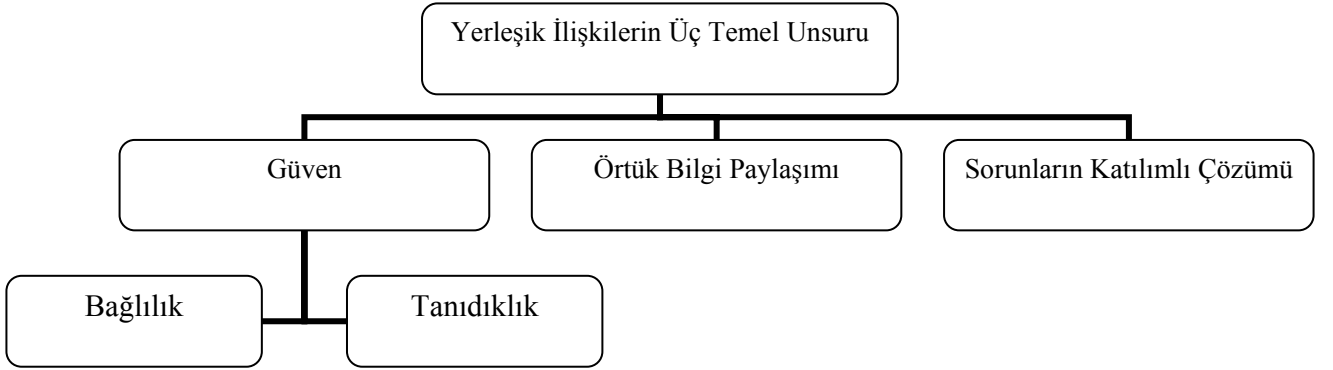 Yerleşik İlişkilerin Üç Temel Unsuru
Güven
Örtük Bilgi Paylaşımı
Sorunların Katılımlı Çözümü
Bağlılık
Tanıdıklık